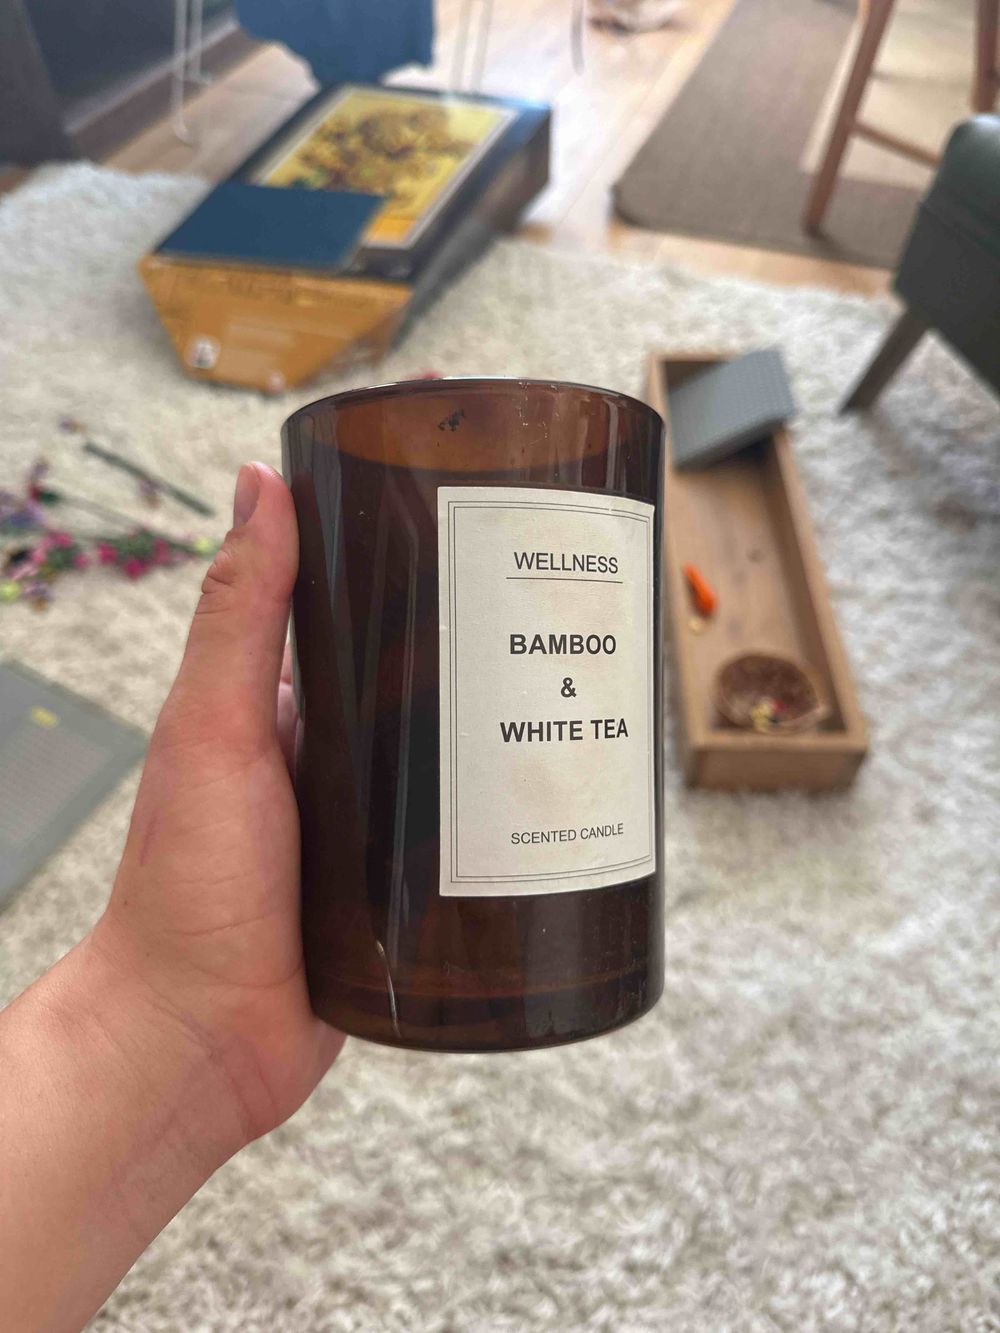 WELLNESS
BAMBOO
&
WHITE TEA
SCENTED CANDLE